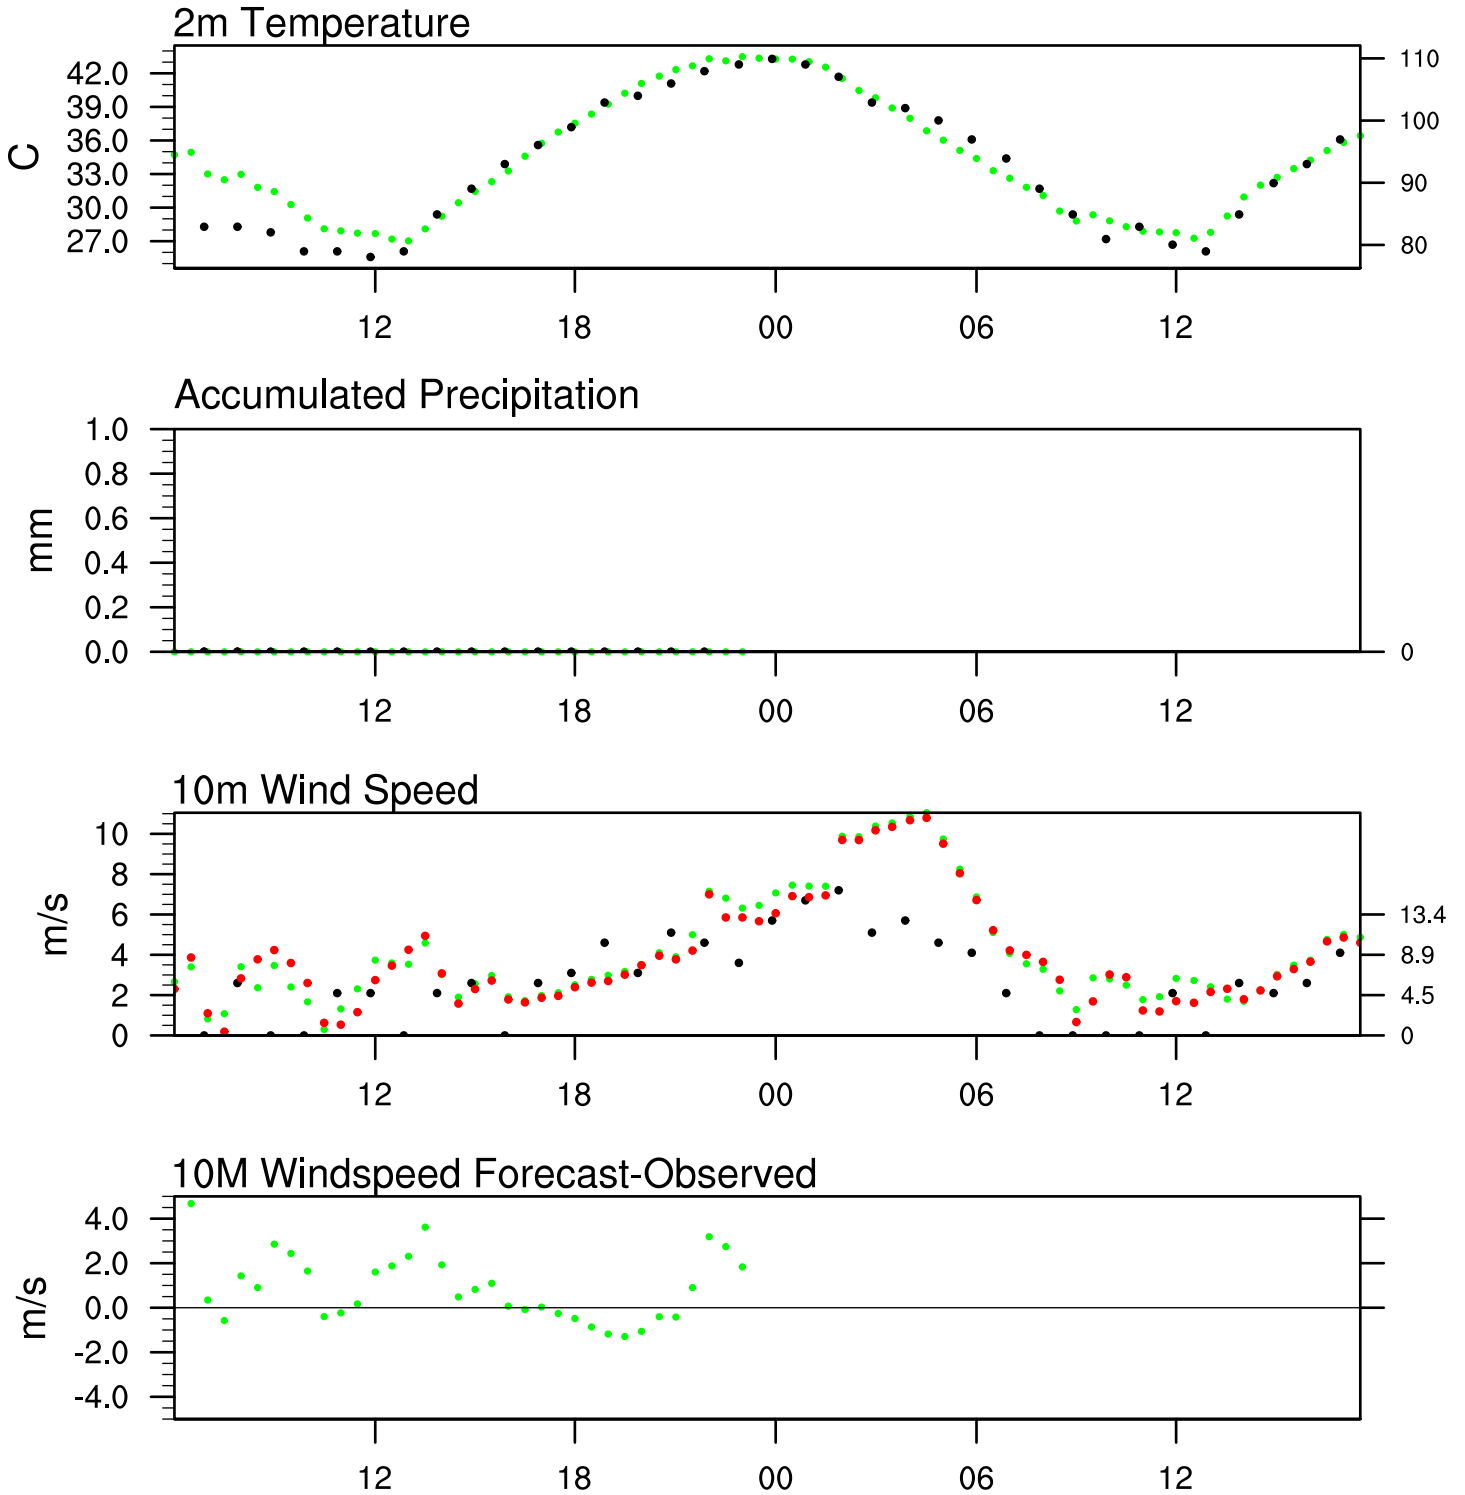 2m Temperature
42.0
39.0
36.0
33.0
30.0
27.0
C
110
100
90
80
12 18 00 06 12
Accumulated Precipitation
1.0
0.8
0.6
0.4
0.2
0.0
mm
0
12 18 00 06 12
10m Wind Speed
10
8
6
4
2
0
m/s
13.4
8.9
4.5
0
12 18 00 06 12
10M Windspeed Forecast-Observed
4.0
2.0
0.0
-2.0
-4.0
m/s
12 18 00 06 12